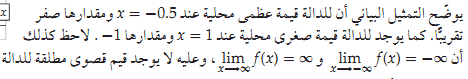 يوضّح التمثيل البياني أن للدالة قيمة عظمى محلية عند x = −0.5 ومقدارها صفر
تقريبًا. كما يوجد للدالة قيمة صغرى محلية عند x = 1 ومقدارها −1 . لاحظ كذلك
أن lim x→−∞ f(x) = −∞ و lim x→∞ f(x) = ∞ ، وعليه لا يوجد قيم قصوى مطلقة للدالة
x